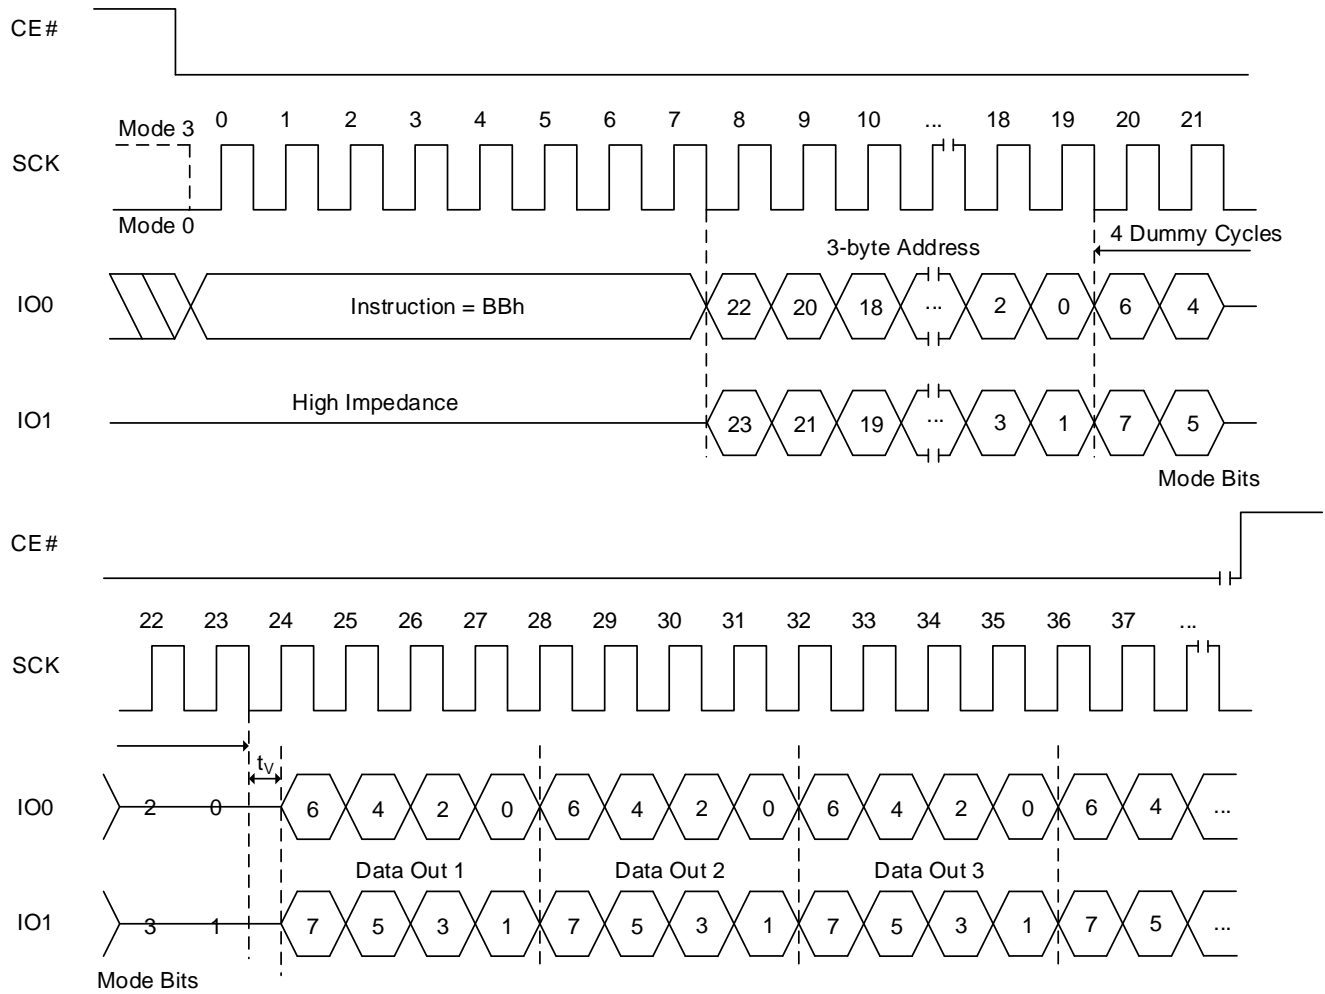 CE#
Mode 3 0 1 2 3 4 5 6 7 8 9 10 ... 18 19 20 21
SCK
Mode 0
3-byte Address 4 Dummy Cycles
IO0 Instruction = BBh 22 20 18 ... 2 0 6 4
High Impedance
IO1 23 21 19 ... 3 1 7 5
Mode Bits
CE#
22 23 24 25 26 27 28 29 30 31 32 33 34 35 36 37 ...
SCK
tV
IO0 2 0 6 4 2 0 6 4 2 0 6 4 2 0 6 4 ...
Data Out 1 Data Out 2 Data Out 3
IO1 3 1 7 5 3 1 7 5 3 1 7 5 3 1 7 5 ...
Mode Bits